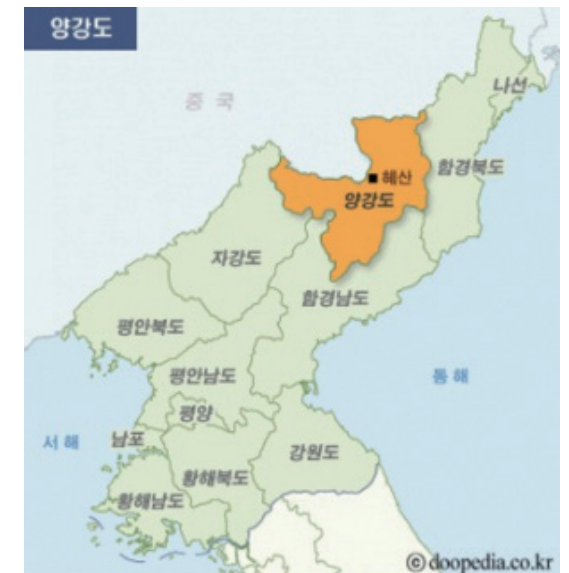 양강도
나선
중 국
함경북도
혜산
양강도
자강도
함경남도
평안북도
평안남도
동 해
평양
남포
서 해
강원도
황해북도
황해남도
ⓒdoopedia.co.kr